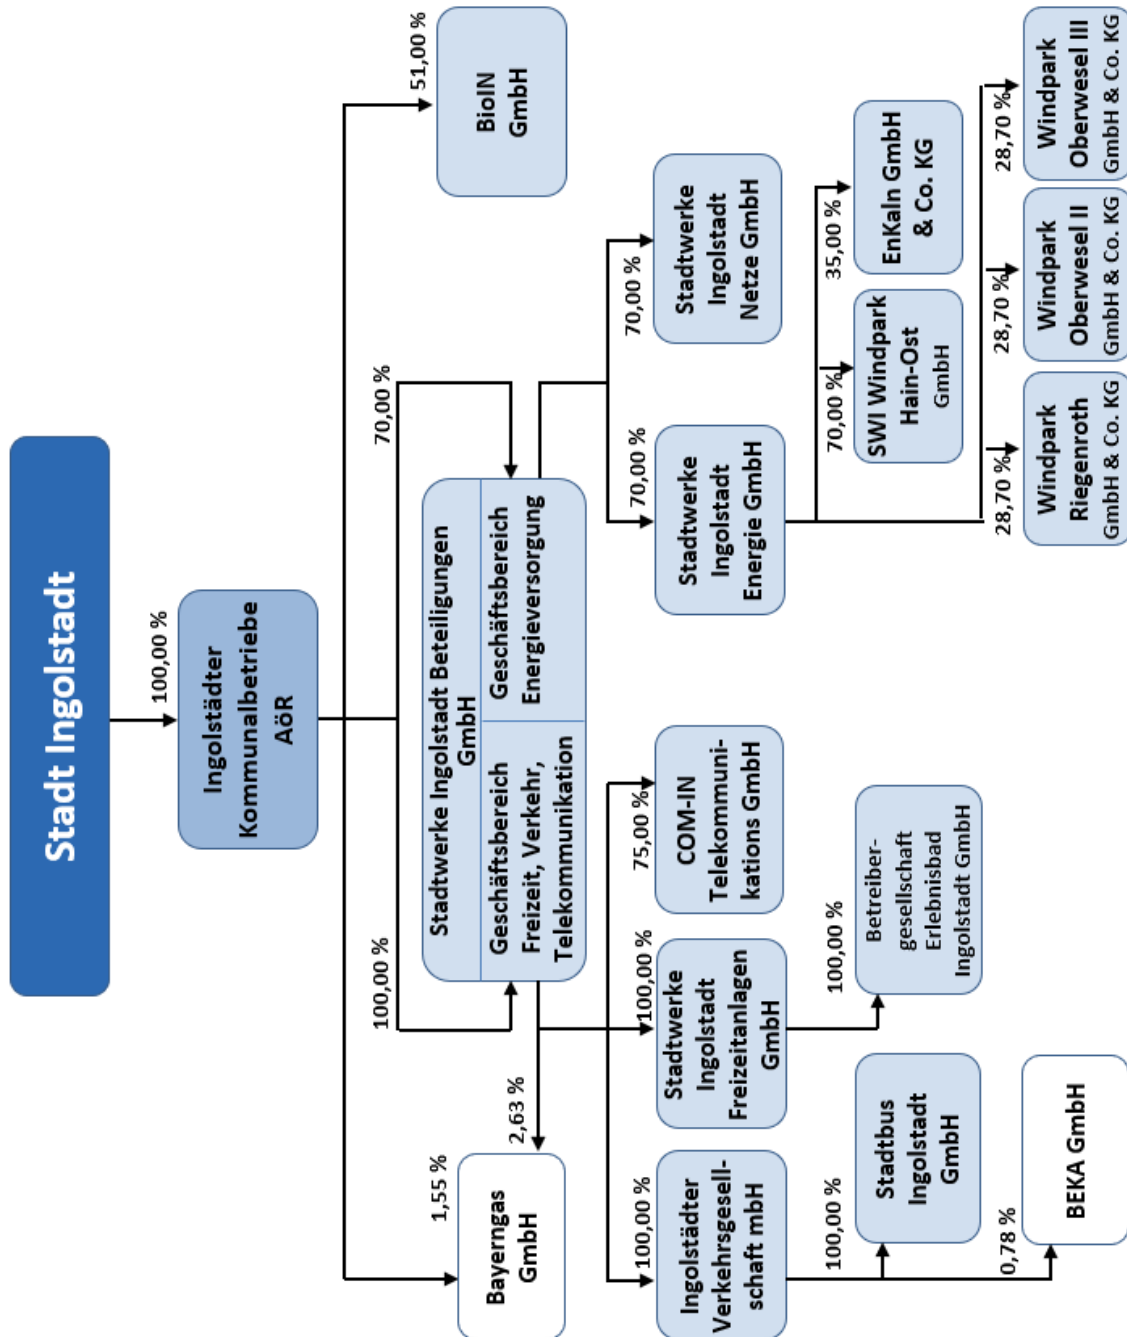 Stadt Ingolstadt
100,00 %
Ingolstädter
Kommunalbetriebe
AöR
1,55 %
Bayerngas
GmbH
2,63 %
100,00 %
70,00 %
51,00 %
BioIN
GmbH
Stadtwerke Ingolstadt Beteiligungen
GmbH
Geschäftsbereich
Freizeit, Verkehr,
Telekommunikation
Geschäftsbereich
Energieversorgung
100,00 %
Ingolstädter
Verkehrsgesell-
schaft mbH
100,00 %
Stadtwerke
Ingolstadt
Freizeitanlagen
GmbH
75,00 %
COM-IN
Telekommuni-
kations GmbH
70,00 %
Stadtwerke
Ingolstadt
Energie GmbH
70,00 %
Stadtwerke
Ingolstadt
Netze GmbH
100,00 %
Stadtbus
Ingolstadt
GmbH
100,00 %
Betreiber-
gesellschaft
Erlebnisbad
Ingolstadt GmbH
70,00 %
SWI Windpark
Hain-Ost
GmbH
35,00 %
EnKaIn GmbH
& Co. KG
0,78 %
BEKA GmbH
28,70 %
Windpark
Riegenroth
GmbH & Co. KG
28,70 %
Windpark
Oberwesel II
GmbH & Co. KG
28,70 %
Windpark
Oberwesel III
GmbH & Co. KG